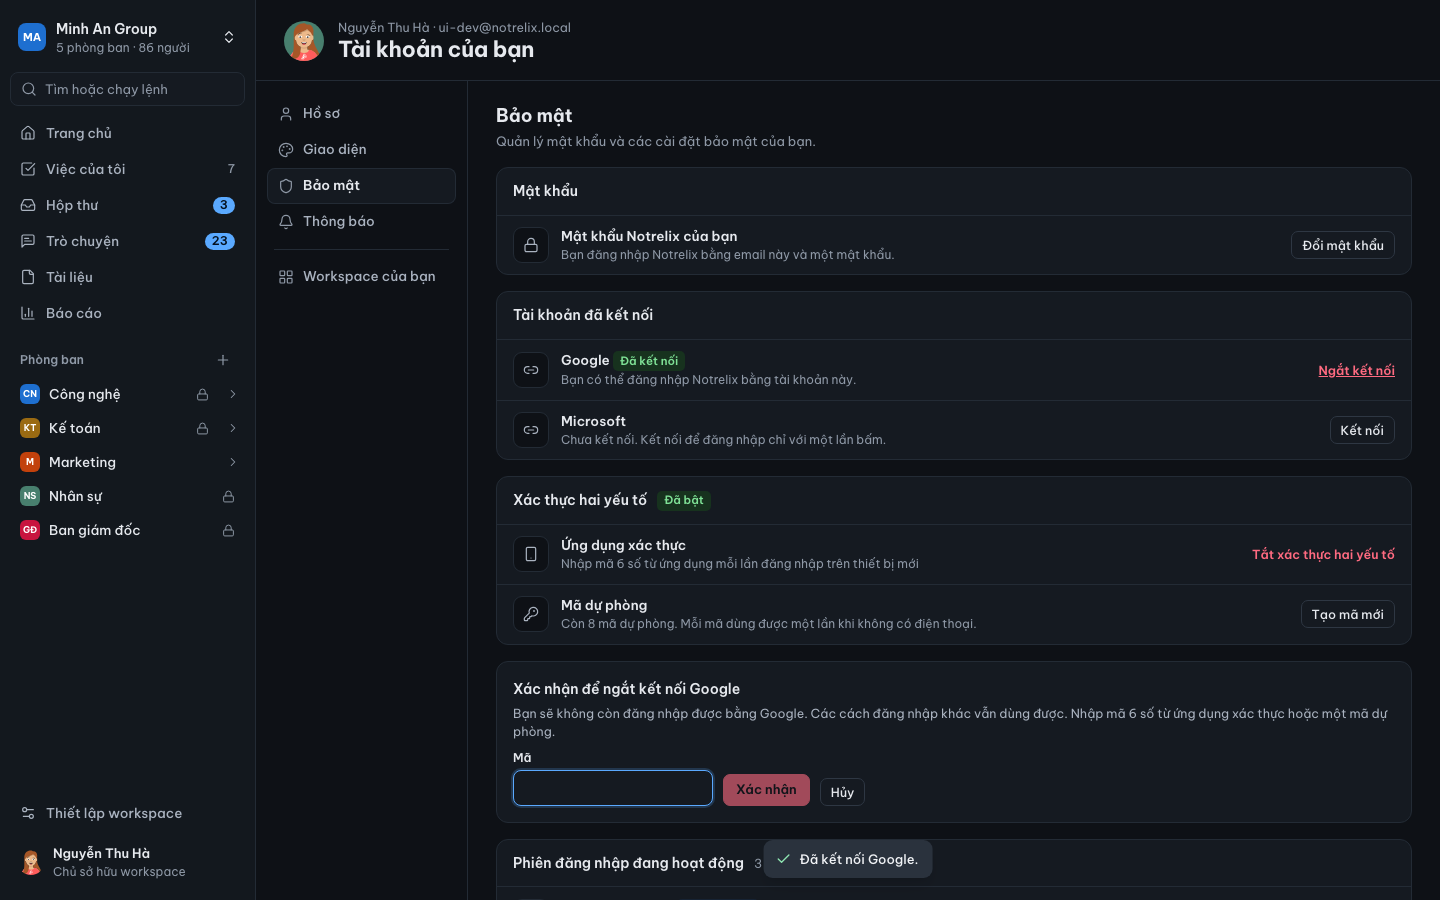 MA
Minh An Group
5 phòng ban · 86 người
Tìm hoặc chạy lệnh
Trang chủ
Việc của tôi 7
Hộp thư 3
Trò chuyện 23
Tài liệu
Báo cáo
Phòng ban
CN Công nghệ
KT Kế toán
M Marketing
NS Nhân sự
GĐ Ban giám đốc
Thiết lập workspace
Nguyễn Thu Hà
Chủ sở hữu workspace
Nguyễn Thu Hà · ui-dev@notrelix.local
Tài khoản của bạn
Hồ sơ
Giao diện
Bảo mật
Thông báo
Workspace của bạn
Bảo mật
Quản lý mật khẩu và các cài đặt bảo mật của bạn.
Mật khẩu
Mật khẩu Notrelix của bạn
Bạn đăng nhập Notrelix bằng email này và một mật khẩu.
Đổi mật khẩu
Tài khoản đã kết nối
Google Đã kết nối
Bạn có thể đăng nhập Notrelix bằng tài khoản này.
Ngắt kết nối
Microsoft
Chưa kết nối. Kết nối để đăng nhập chỉ với một lần bấm.
Kết nối
Xác thực hai yếu tố Đã bật
Ứng dụng xác thực
Nhập mã 6 số từ ứng dụng mỗi lần đăng nhập trên thiết bị mới
Tắt xác thực hai yếu tố
Mã dự phòng
Còn 8 mã dự phòng. Mỗi mã dùng được một lần khi không có điện thoại.
Tạo mã mới
Xác nhận để ngắt kết nối Google
Bạn sẽ không còn đăng nhập được bằng Google. Các cách đăng nhập khác vẫn dùng được. Nhập mã 6 số từ ứng dụng xác thực hoặc một mã dự
phòng.
Mã
Xác nhận
Hủy
Phiên đăng nhập đang hoạt động 3
Đã kết nối Google.